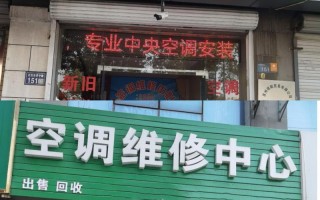 专业中央空调安装
新旧
空调
151
空调维修中心
出售 回收